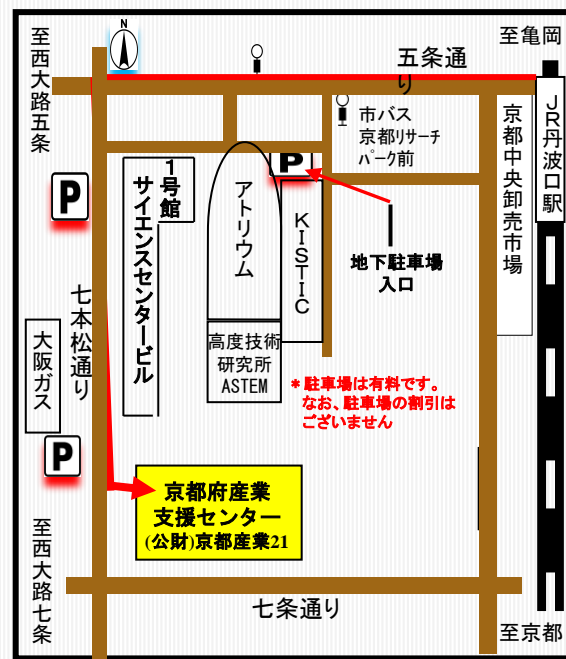 至西大路五条
N
五条通り
至亀岡
市バス
京都リサーチ
パーク前
京都中央卸売市場
JR丹波口駅
1号館
サイエンスセンタービル
アトリウム
P
KISTIC
地下駐車場
入口
P
七本松通り
大阪ガス
高度技術
研究所
ASTEM
*駐車場は有料です。
なお、駐車場の割引は
ございません
P
京都府産業
支援センター
(公財)京都産業21
至西大路七条
七条通り
至京都